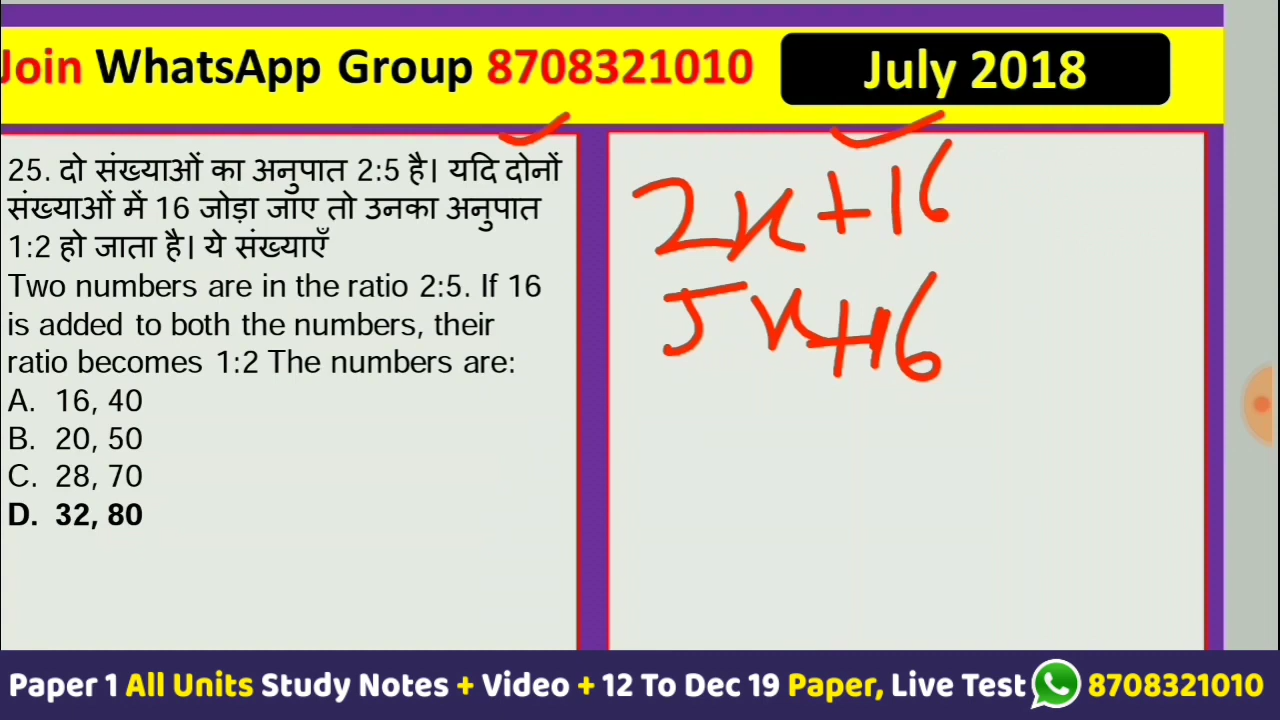 Join WhatsApp Group 8708321010
July 2018
25. दो संख्याओं का अनुपात 2:5 है। यदि दोनों
संख्याओं में 16 जोड़ा जाए तो उनका अनुपात
1:2 हो जाता है। ये संख्याएँ
Two numbers are in the ratio 2:5. If 16
is added to both the numbers, their
ratio becomes 1:2 The numbers are:
A. 16, 40
B. 20, 50
C. 28, 70
D. 32, 80
2x+16
5x+16
Paper 1 All Units Study Notes + Video + 12 To Dec 19 Paper, Live Test 8708321010